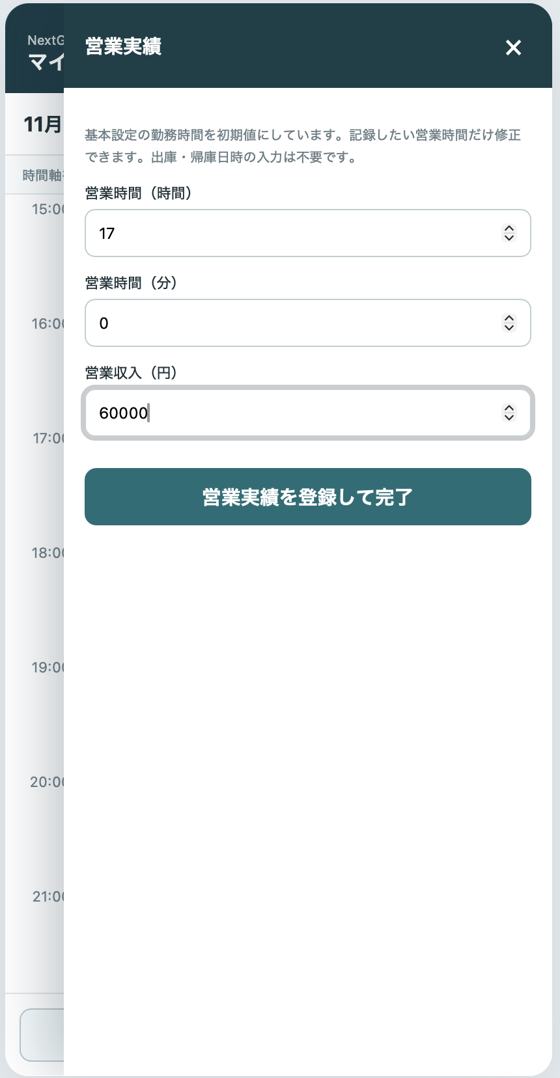 NextG
マイ
営業実績
×
11月
時間軸
基本設定の勤務時間を初期値にしています。記録したい営業時間だけ修正
できます。出庫・帰庫日時の入力は不要です。
営業時間（時間）
17
営業時間（分）
0
営業収入（円）
60000
営業実績を登録して完了
15:00
16:00
17:00
18:00
19:00
20:00
21:00